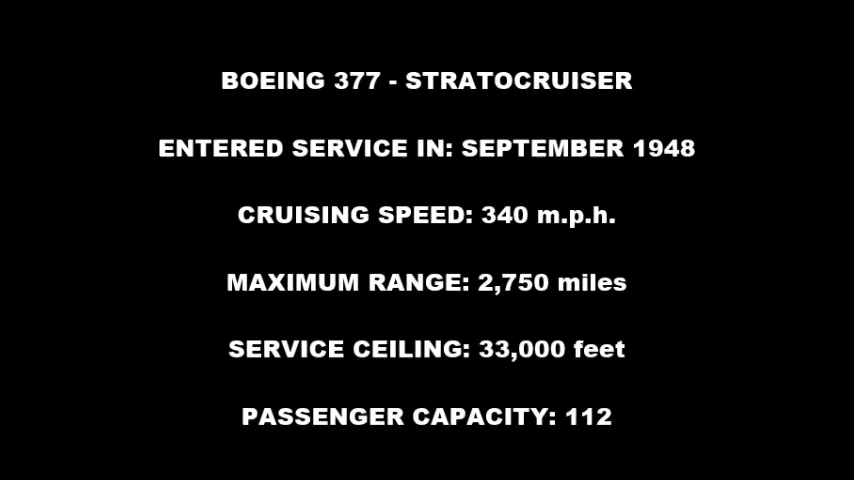 BOEING 377 - STRATOCRUISER
ENTERED SERVICE IN: SEPTEMBER 1948
CRUISING SPEED: 340 m.p.h.
MAXIMUM RANGE: 2,750 miles
SERVICE CEILING: 33,000 feet
PASSENGER CAPACITY: 112